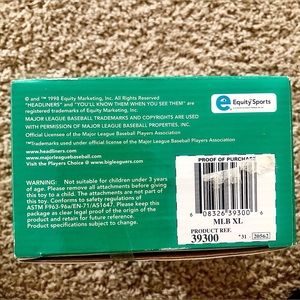 © and ™ 1998 Equity Marketing, Inc. All Rights Reserved
"HEADLINERS" and "YOU'LL KNOW THEM WHEN YOU SEE THEM" are
registered trademarks of Equity Marketing, Inc.
MAJOR LEAGUE BASEBALL TRADEMARKS AND COPYRIGHTS ARE USED
WITH PERMISSION OF MAJOR LEAGUE BASEBALL PROPERTIES, INC.
Official Licensee of the Major League Baseball Players Association
™Trademarks used under official license of the Major League Baseball Players Association
www.headliners.com
www.majorleaguebaseball.com
Visit the Players Choice @ www.bigleaguers.com
WARNING: Not suitable for children under 3 years
of age. Please remove all attachments before giving
this toy to a child. The attachments are not part of
toy. Conforms to safety regulations of
ASTM F963-96a/EN-71/AS1647. Please keep this
package as clear legal proof of the origin of the
product and retain for future reference.
Product specifications subject to change.
e Equity Sports
PROOF OF PURCHASE
6 08326 39300 6
MLB XL
PRODUCT REF.
39300
731
20562